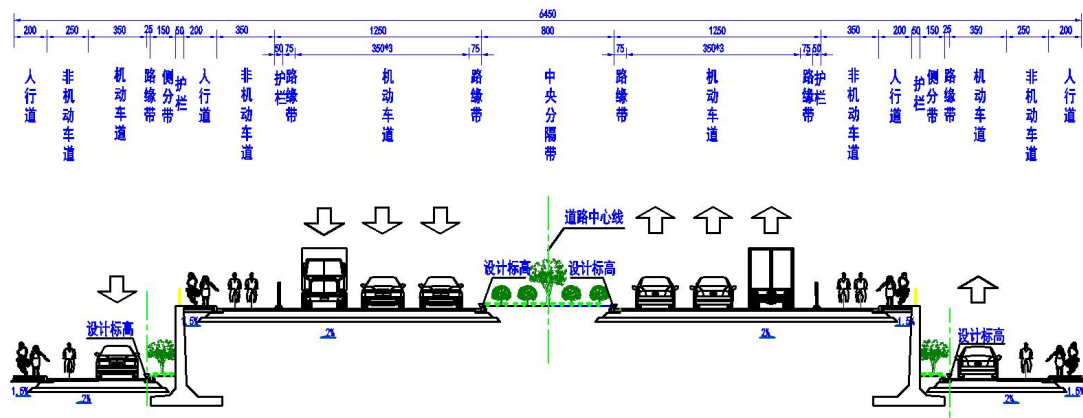 6450
200 250 350 25 150 50 200 350 1250 800 1250 350 200 50 150 25 350 250 200
50 75 350*3 75 75 350*3 75 50
人行道 非机动车道 机动车道 路缘带 侧分带 护栏 人行道 非机动车道 护栏 路缘带 机动车道 路缘带 中央分隔带 路缘带 机动车道 路缘带 护栏 非机动车道 人行道 护栏 侧分带 路缘带 机动车道 非机动车道 人行道
道路中心线
设计标高 设计标高
1.5% 2% 2% 1.5%
设计标高 设计标高
1.5% 2% 2% 1.5%